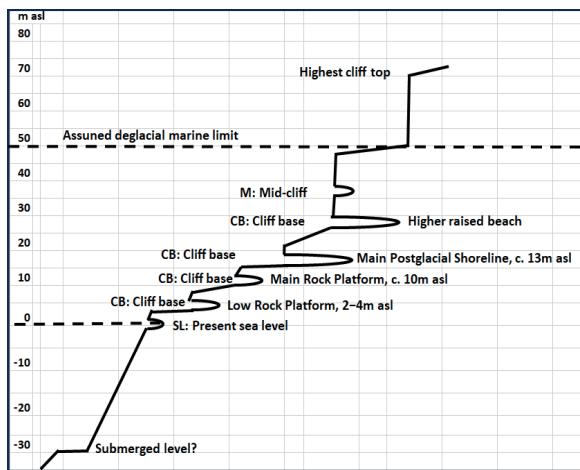 m asl
80
Highest cliff top
70
60
Assuned deglacial marine limit
50
40
M: Mid-cliff
30
CB: Cliff base
Higher raised beach
20
CB: Cliff base
Main Postglacial Shoreline, c. 13m asl
CB: Cliff base
Main Rock Platform, c. 10m asl
10
CB: Cliff base
Low Rock Platform, 2–4m asl
0
SL: Present sea level
-10
-20
-30
Submerged level?